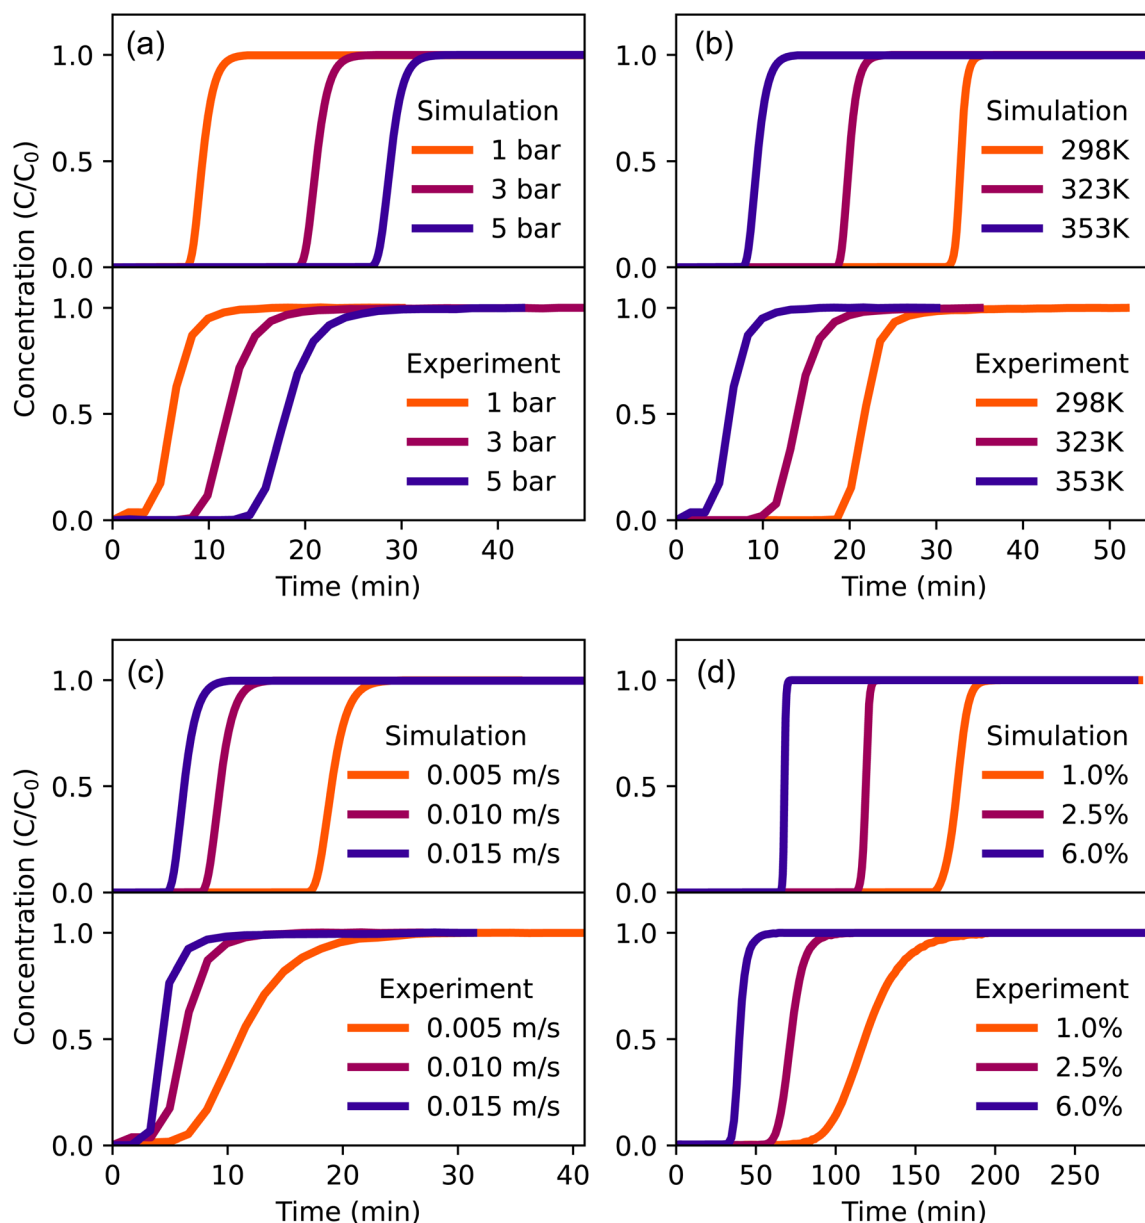 (a)
Concentration (C/C₀)
1.0
0.5
0.0
Simulation
1 bar
3 bar
5 bar
1.0
0.5
0.0
Experiment
1 bar
3 bar
5 bar
0 10 20 30 40
Time (min)
(b)
1.0
0.5
0.0
Simulation
298K
323K
353K
1.0
0.5
0.0
Experiment
298K
323K
353K
0 10 20 30 40 50
Time (min)
(c)
Concentration (C/C₀)
1.0
0.5
0.0
Simulation
0.005 m/s
0.010 m/s
0.015 m/s
1.0
0.5
0.0
Experiment
0.005 m/s
0.010 m/s
0.015 m/s
0 10 20 30 40
Time (min)
(d)
1.0
0.5
0.0
Simulation
1.0%
2.5%
6.0%
1.0
0.5
0.0
Experiment
1.0%
2.5%
6.0%
0 50 100 150 200 250
Time (min)